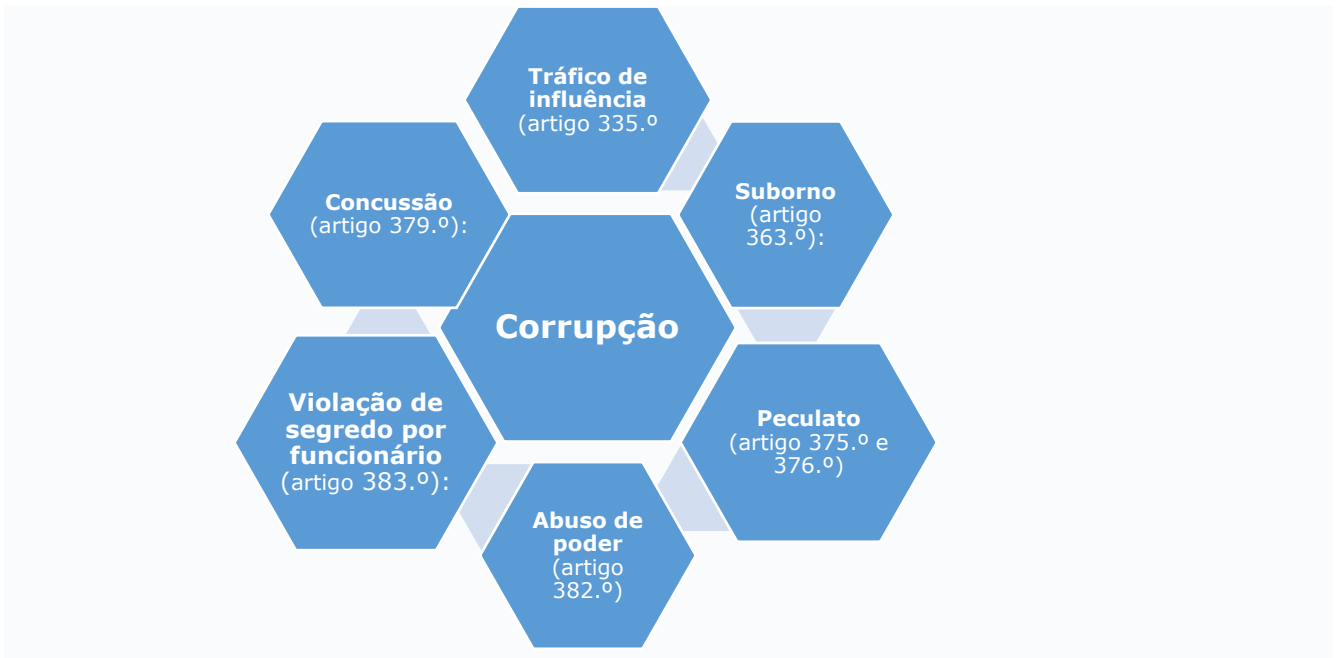 Tráfico de
influência
(artigo 335.º
Suborno
(artigo
363.º):
Peculato
(artigo 375.º e
376.º)
Abuso de
poder
(artigo
382.º)
Violação de
segredo por
funcionário
(artigo 383.º):
Concussão
(artigo 379.º):
Corrupção